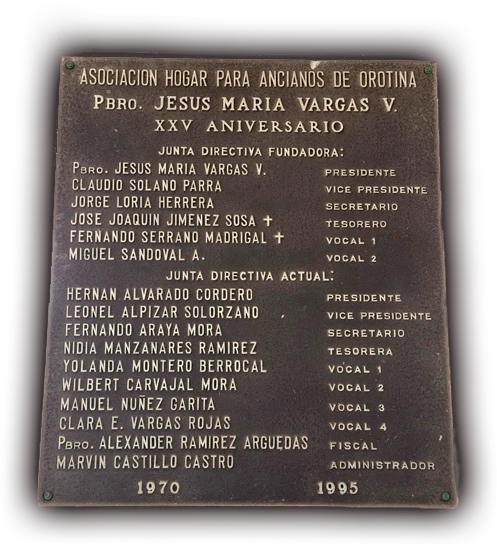 ASOCIACION HOGAR PARA ANCIANOS DE OROTINA
PBRO. JESUS MARIA VARGAS V.
XXV ANIVERSARIO
JUNTA DIRECTIVA FUNDADORA:
PBRO. JESUS MARIA VARGAS V. PRESIDENTE
CLAUDIO SOLANO PARRA VICE PRESIDENTE
JORGE LORIA HERRERA SECRETARIO
JOSE JOAQUIN JIMENEZ SOSA ✝ TESORERO
FERNANDO SERRANO MADRIGAL ✝ VOCAL 1
MIGUEL SANDOVAL A. VOCAL 2
JUNTA DIRECTIVA ACTUAL:
HERNAN ALVARADO CORDERO PRESIDENTE
LEONEL ALPIZAR SOLORZANO VICE PRESIDENTE
FERNANDO ARAYA MORA SECRETARIO
NIDIA MANZANARES RAMIREZ TESORERA
YOLANDA MONTERO BERROCAL VOCAL 1
WILBERT CARVAJAL MORA VOCAL 2
MANUEL NUÑEZ GARITA VOCAL 3
CLARA E. VARGAS ROJAS VOCAL 4
PBRO. ALEXANDER RAMIREZ ARGUEDAS FISCAL
MARVIN CASTILLO CASTRO ADMINISTRADOR
1970 1995